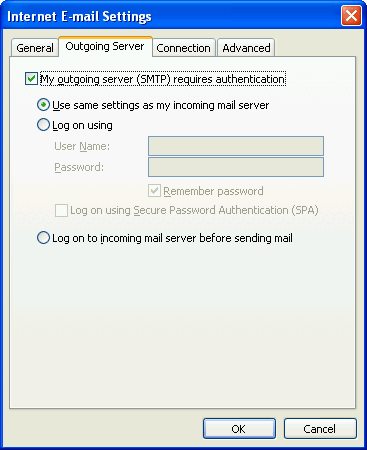 Internet E-mail Settings
General Outgoing Server Connection Advanced
My outgoing server (SMTP) requires authentication
Use same settings as my incoming mail server
Log on using
User Name:
Password:
Remember password
Log on using Secure Password Authentication (SPA)
Log on to incoming mail server before sending mail
OK Cancel